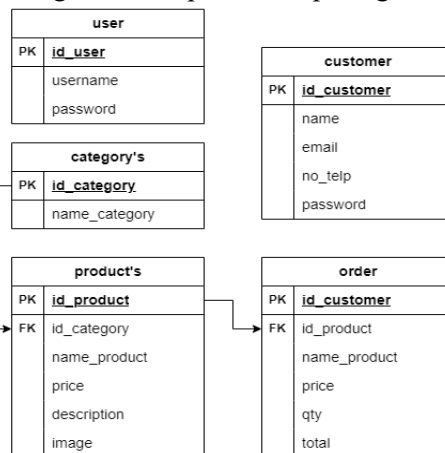 user
PK id_user
username
password
customer
PK id_customer
name
email
no_telp
password
category's
PK id_category
name_category
product's
PK id_product
FK id_category
name_product
price
description
image
order
PK id_customer
FK id_product
name_product
price
qty
total